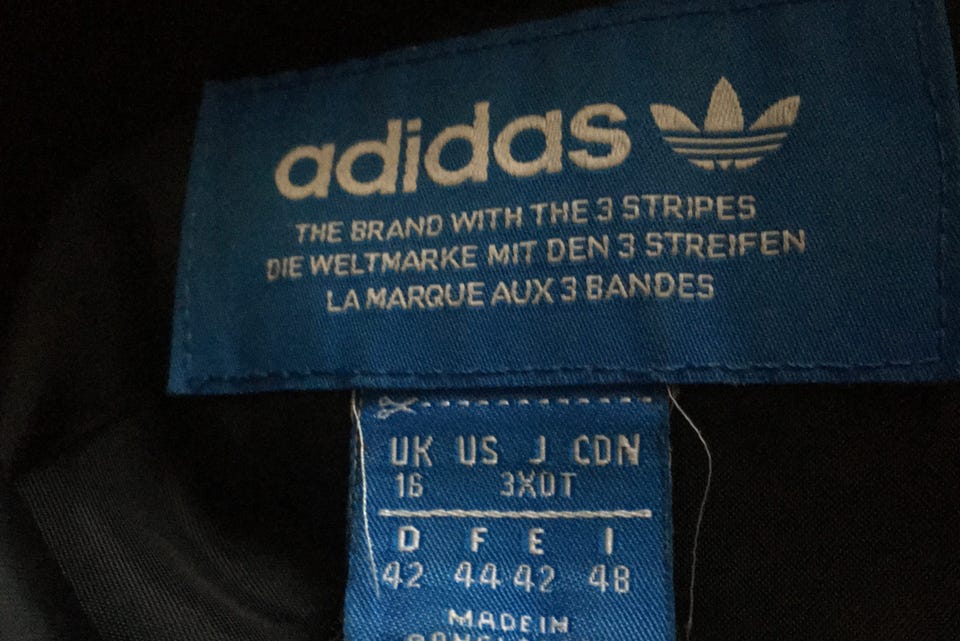 adidas
THE BRAND WITH THE 3 STRIPES
DIE WELTMARKE MIT DEN 3 STREIFEN
LA MARQUE AUX 3 BANDES
UK US J CDN
16 3XOT
D F E I
42 44 42 48
MADE IN